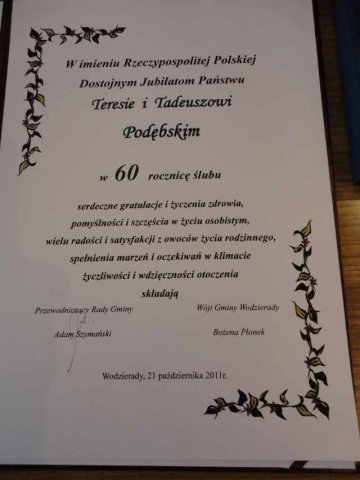 W imieniu Rzeczypospolitej Polskiej
Dostojnym Jubilatom Państwu
Teresie i Tadeuszowi
Podębskim
w 60 rocznicę ślubu
serdeczne gratulacje i życzenia zdrowia,
pomyślności i szczęścia w życiu osobistym,
wielu radości i satysfakcji z owoców życia rodzinnego,
spełnienia marzeń i oczekiwań w klimacie
życzliwości i wdzięczności otoczenia
składają
Przewodniczący Rady Gminy Wójt Gminy Wodzierady
Adam Szymański Bożena Płonek
Wodzierady, 21 października 2011r.